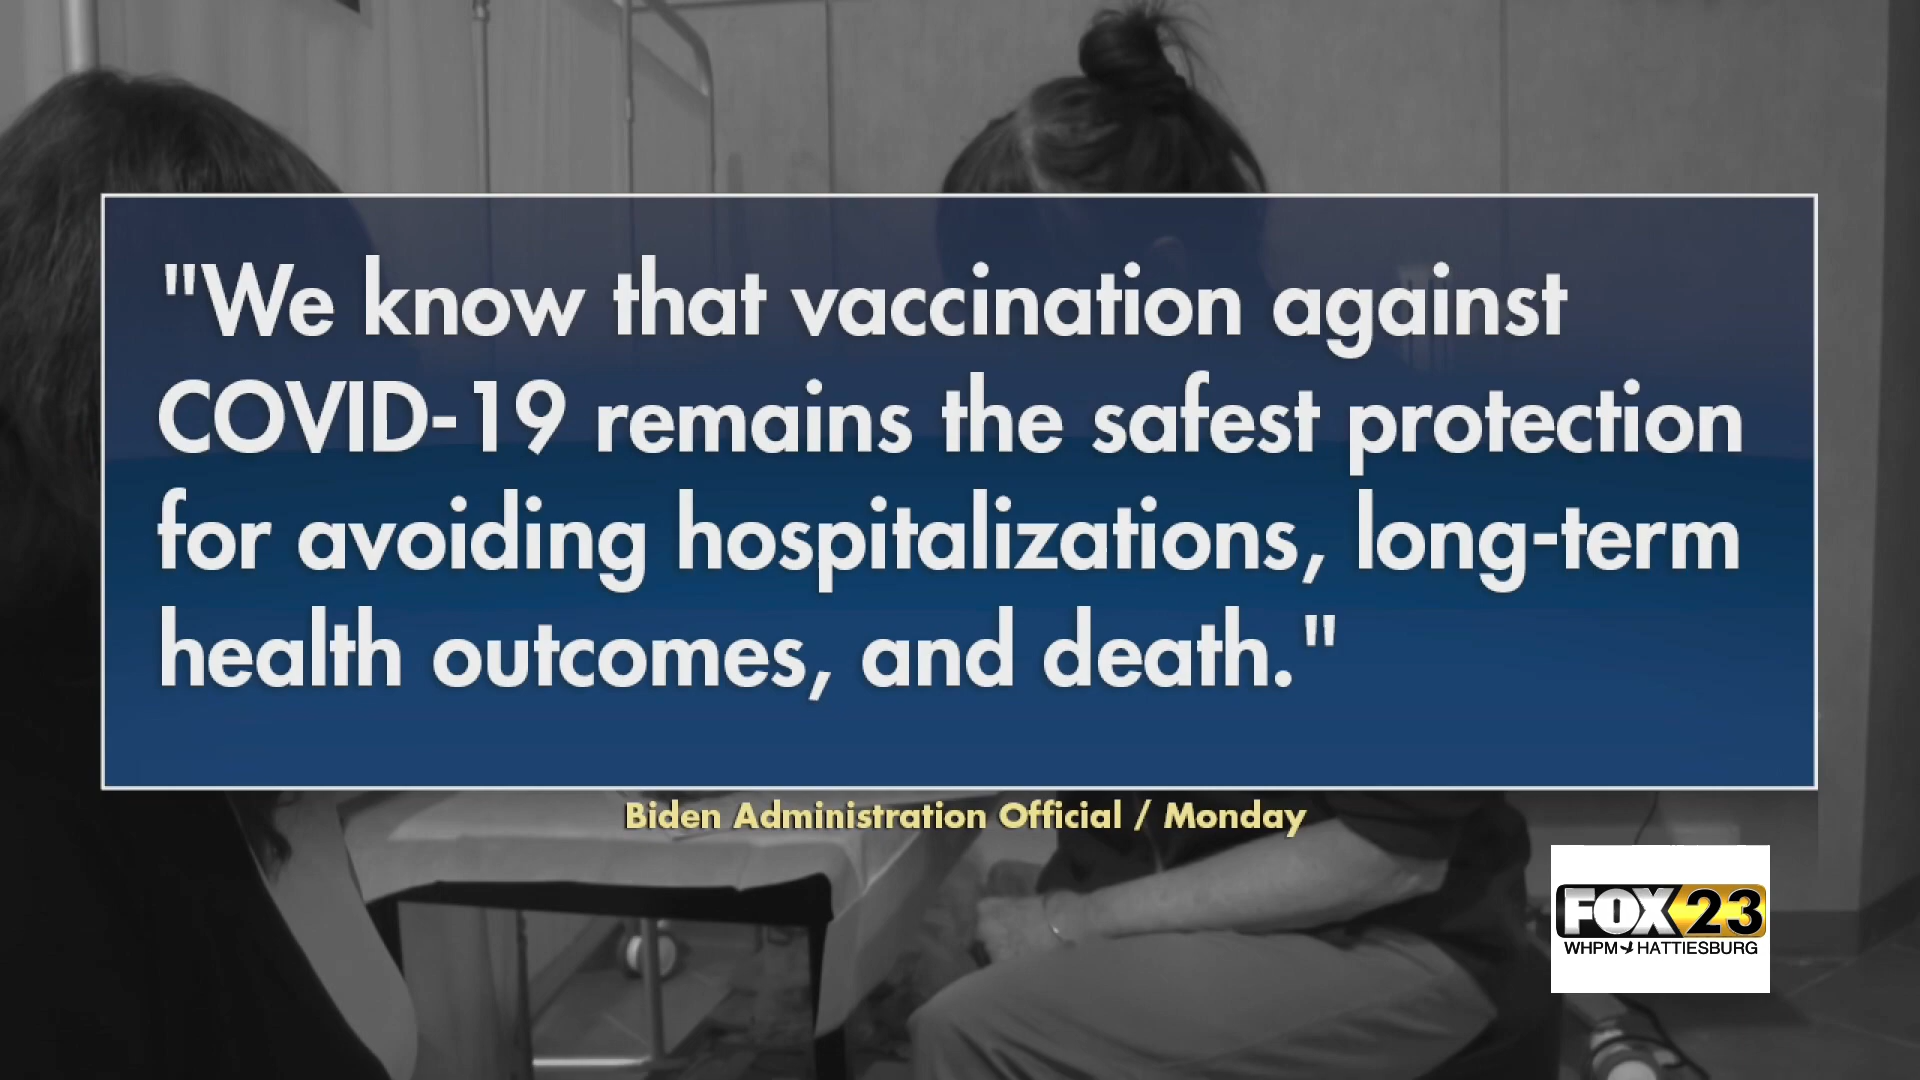 "We know that vaccination against
COVID-19 remains the safest protection
for avoiding hospitalizations, long-term
health outcomes, and death."
Biden Administration Official / Monday
FOX 23
WHPM HATTIESBURG